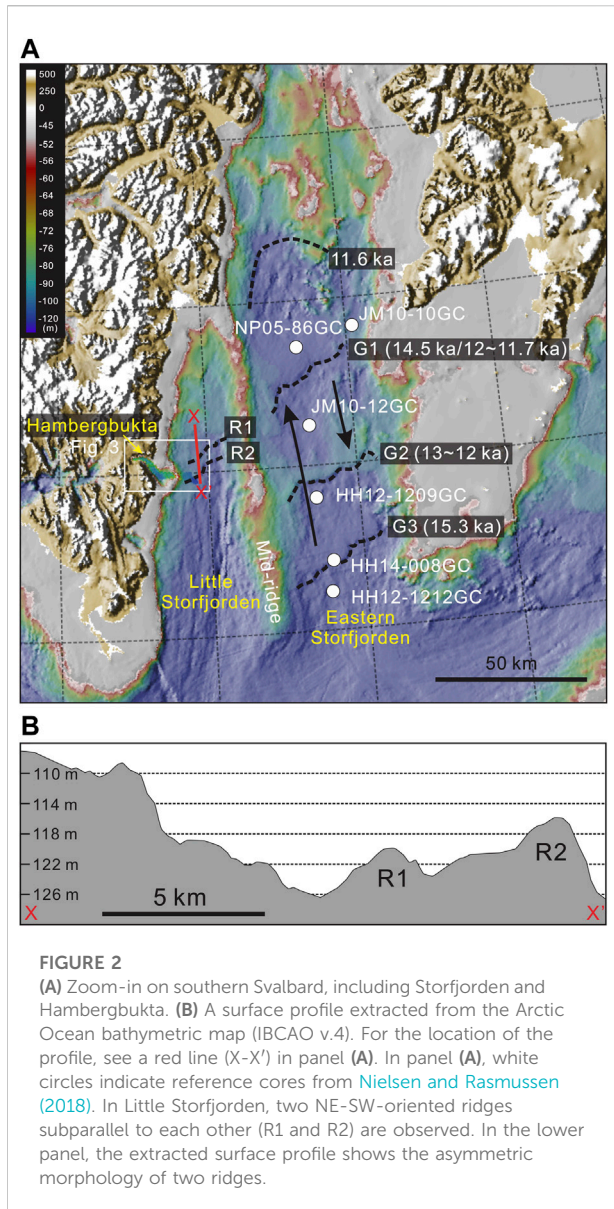 A
500
250
0
-45
-52
-56
-60
-70
-80
-90
-100
-120
(m)
11.6 ka
JM10-10GC
NP05-86GC
G1 (14.5 ka/12~11.7 ka)
JM10-12GC
Hambergbukta
Fig. 3
X
R1
R2
X'
G2 (13~12 ka)
HH12-1209GC
G3 (15.3 ka)
HH14-008GC
HH12-1212GC
Little
Storfjorden
Mid-ridge
Eastern
Storfjorden
50 km
B
110 m
114 m
118 m
122 m
126 m
R1
R2
5 km
X
X'
FIGURE 2
(A) Zoom-in on southern Svalbard, including Storfjorden and
Hambergbukta. (B) A surface profile extracted from the Arctic
Ocean bathymetric map (IBCAO v.4). For the location of the
profile, see a red line (X-X′) in panel (A). In panel (A), white
circles indicate reference cores from Nielsen and Rasmussen
(2018). In Little Storfjorden, two NE-SW-oriented ridges
subparallel to each other (R1 and R2) are observed. In the lower
panel, the extracted surface profile shows the asymmetric
morphology of two ridges.